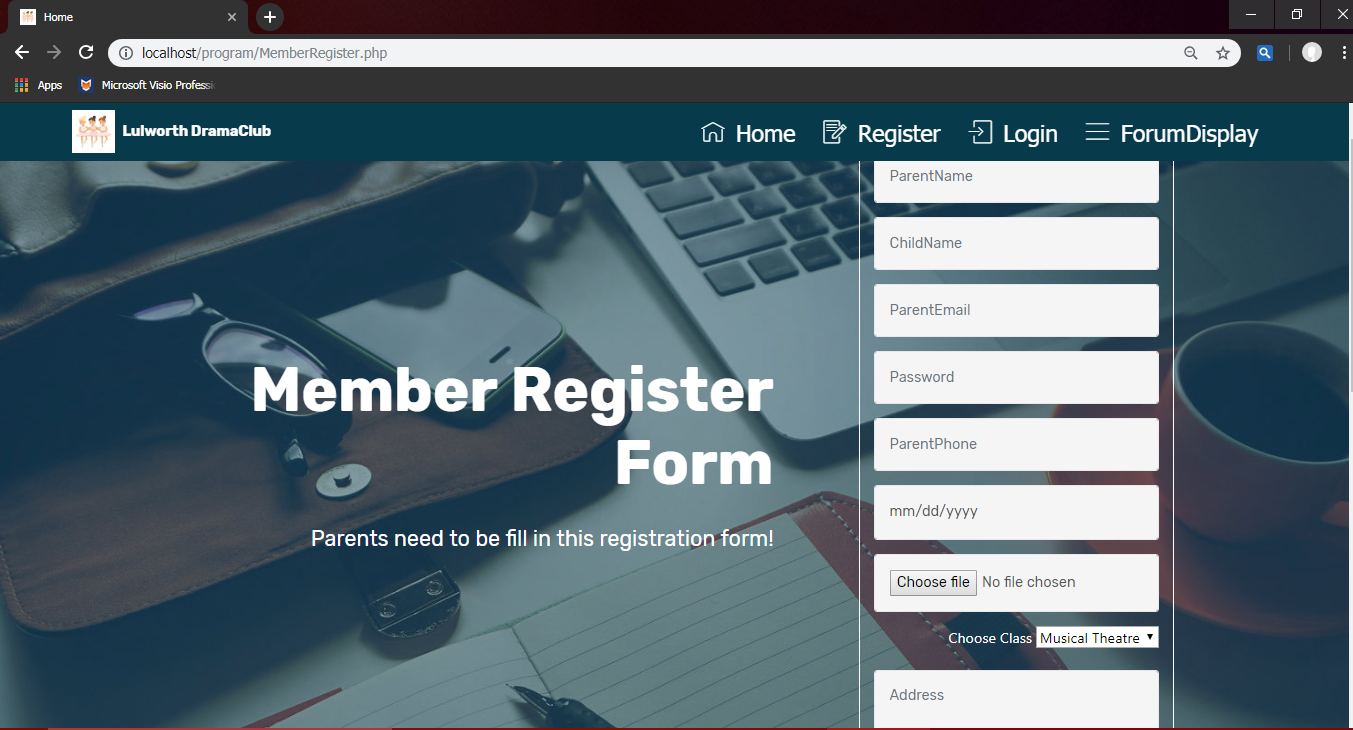 Home
localhost/program/MemberRegister.php
Apps
Microsoft Visio Professi
Lulworth DramaClub
Home
Register
Login
ForumDisplay
Member Register
Form
Parents need to be fill in this registration form!
ParentName
ChildName
ParentEmail
Password
ParentPhone
mm/dd/yyyy
Choose file No file chosen
Choose Class Musical Theatre
Address